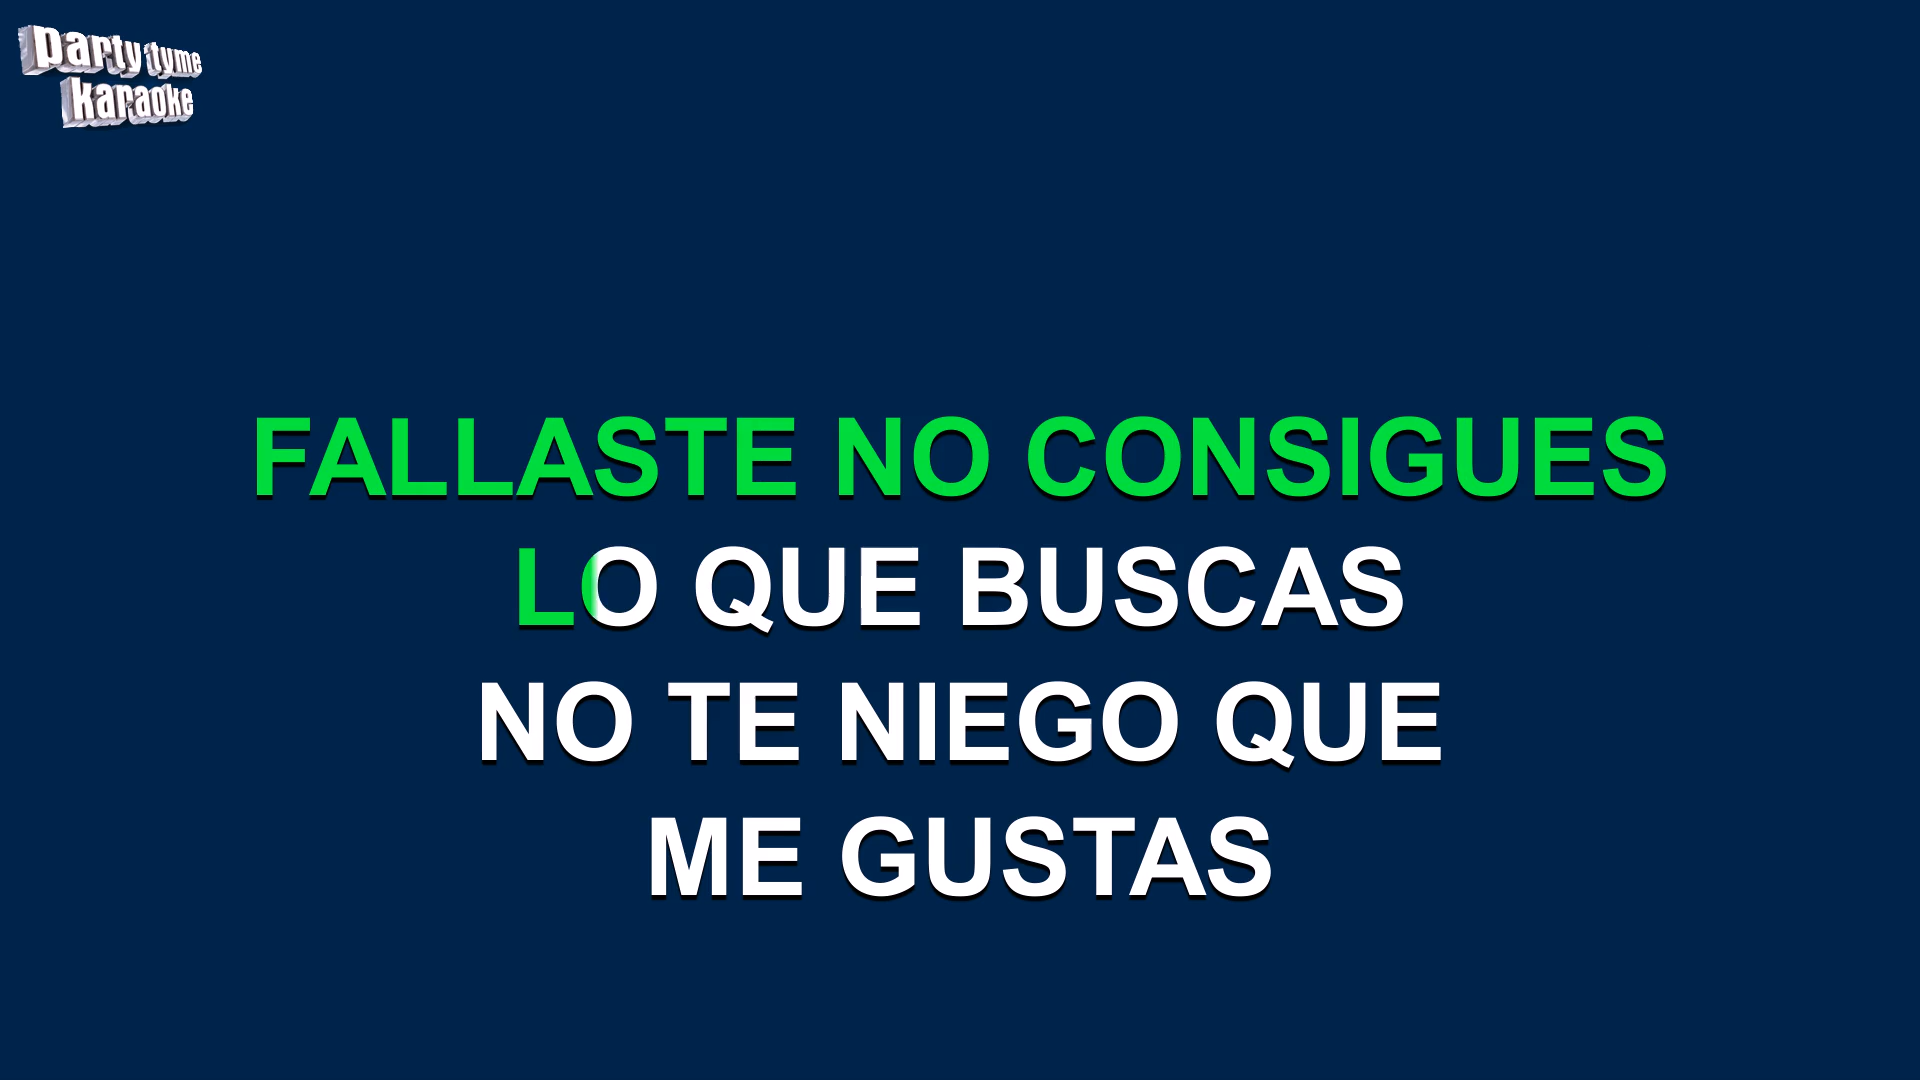 party tyme
karaoke
FALLASTE NO CONSIGUES
LO QUE BUSCAS
NO TE NIEGO QUE
ME GUSTAS